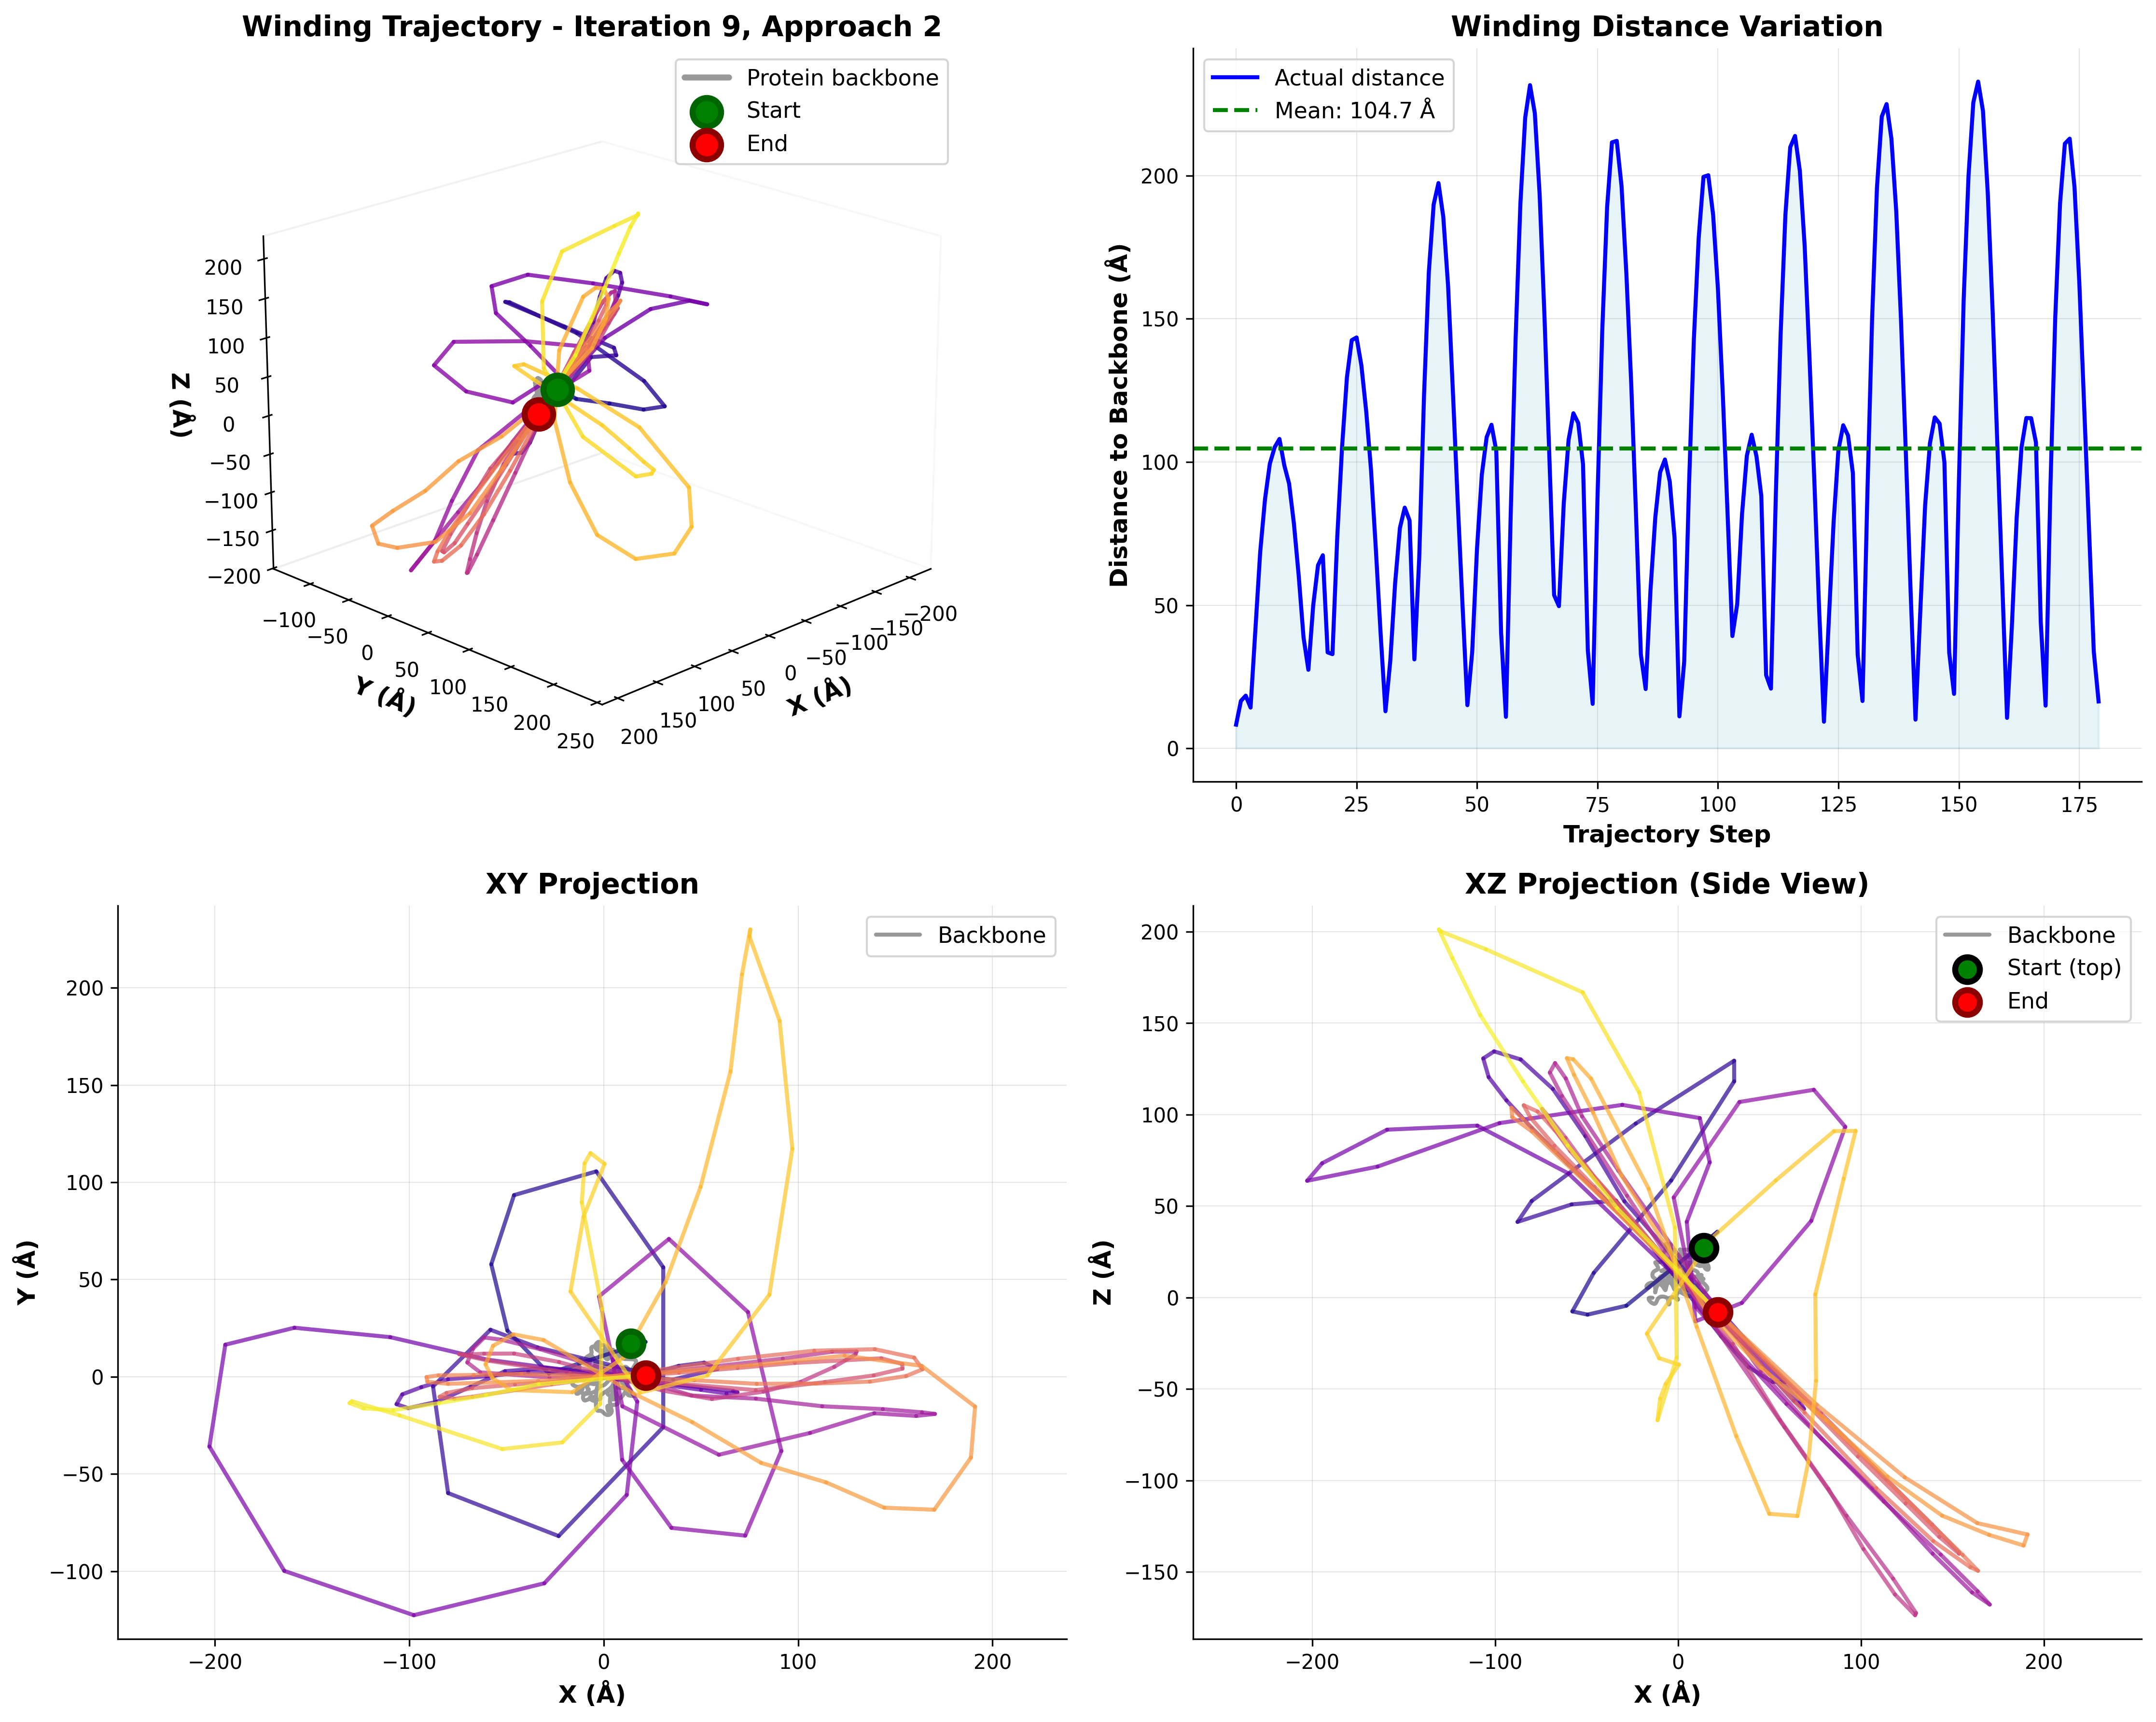 Winding Trajectory - Iteration 9, Approach 2
Protein backbone
Start
End
200
150
100
50
0
−50
−100
−150
−200
Z (Å)
−100
−50
0
50
100
150
200
250
Y (Å)
200
150
100
50
0
−50
−100
−150
−200
X (Å)
Winding Distance Variation
Actual distance
Mean: 104.7 Å
200
150
100
50
0
Distance to Backbone (Å)
0 25 50 75 100 125 150 175
Trajectory Step
XY Projection
Backbone
200
150
100
50
0
−50
−100
Y (Å)
−200 −100 0 100 200
X (Å)
XZ Projection (Side View)
Backbone
Start (top)
End
200
150
100
50
0
−50
−100
−150
Z (Å)
−200 −100 0 100 200
X (Å)